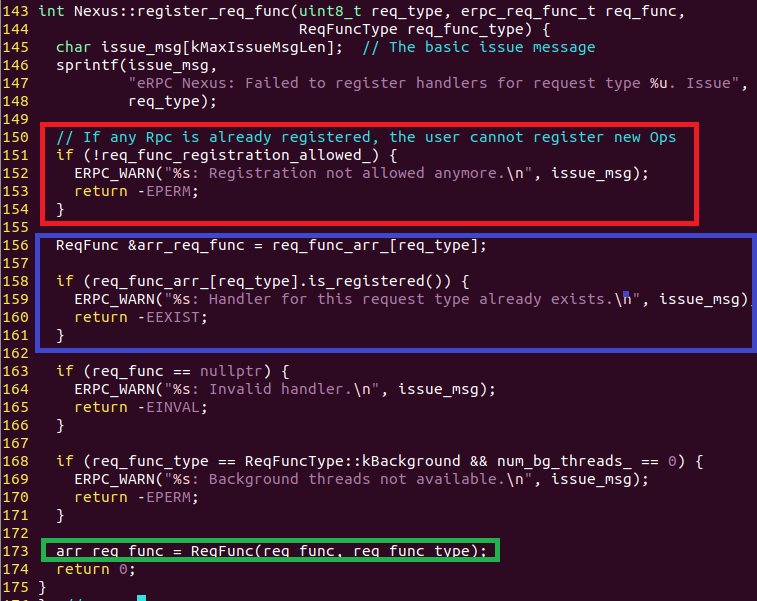 143 int Nexus::register_req_func(uint8_t req_type, erpc_req_func_t req_func,
144                              ReqFuncType req_func_type) {
145   char issue_msg[kMaxIssueMsgLen];  // The basic issue message
146   sprintf(issue_msg,
147           "eRPC Nexus: Failed to register handlers for request type %u. Issue",
148           req_type);
149
150   // If any Rpc is already registered, the user cannot register new Ops
151   if (!req_func_registration_allowed_) {
152     ERPC_WARN("%s: Registration not allowed anymore.\n", issue_msg);
153     return -EPERM;
154   }
155
156   ReqFunc &arr_req_func = req_func_arr_[req_type];
157
158   if (req_func_arr_[req_type].is_registered()) {
159     ERPC_WARN("%s: Handler for this request type already exists.\n", issue_msg)
160     return -EEXIST;
161   }
162
163   if (req_func == nullptr) {
164     ERPC_WARN("%s: Invalid handler.\n", issue_msg);
165     return -EINVAL;
166   }
167
168   if (req_func_type == ReqFuncType::kBackground && num_bg_threads_ == 0) {
169     ERPC_WARN("%s: Background threads not available.\n", issue_msg);
170     return -EPERM;
171   }
172
173   arr_req_func = ReqFunc(req_func, req_func_type);
174   return 0;
175 }